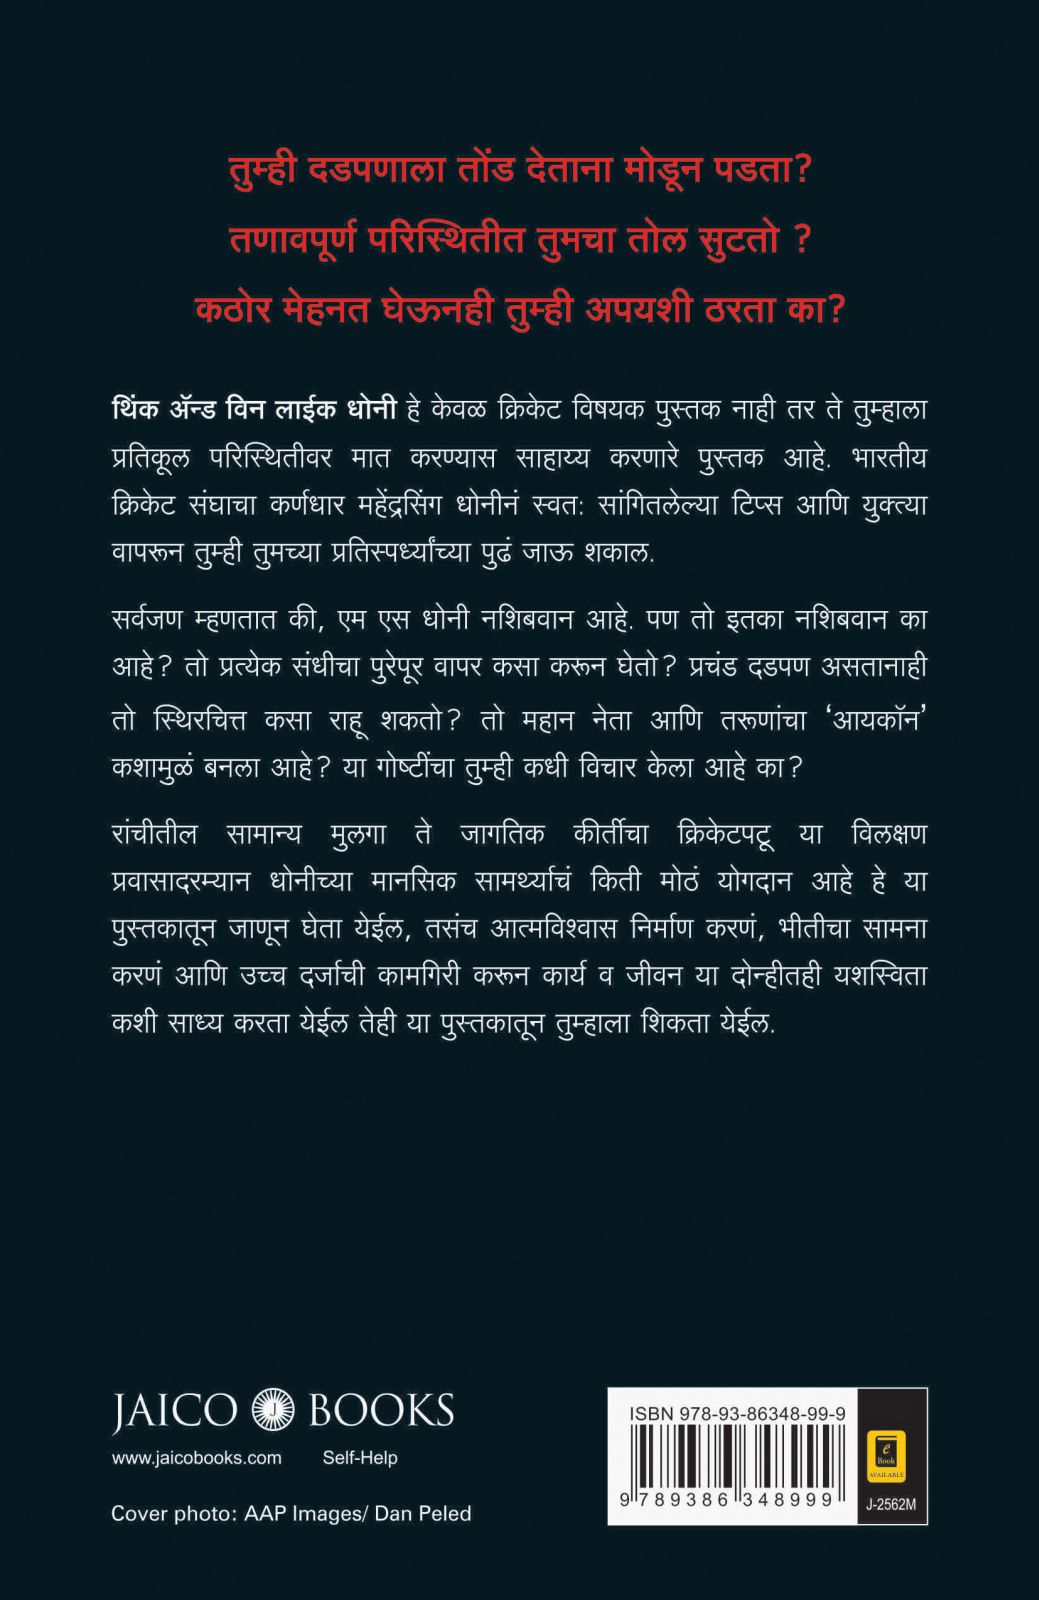 तुम्ही दडपणाला तोंड देताना मोडून पडता?
तणावपूर्ण परिस्थितीत तुमचा तोल सुटतो ?
कठोर मेहनत घेऊनही तुम्ही अपयशी ठरता का?
थिंक ॲन्ड विन लाईक धोनी हे केवळ क्रिकेट विषयक पुस्तक नाही तर ते तुम्हाला
प्रतिकूल परिस्थितीवर मात करण्यास साहाय्य करणारे पुस्तक आहे. भारतीय
क्रिकेट संघाचा कर्णधार महेंद्रसिंग धोनीनं स्वत: सांगितलेल्या टिप्स आणि युक्त्या
वापरून तुम्ही तुमच्या प्रतिस्पर्ध्यांच्या पुढं जाऊ शकाल.
सर्वजण म्हणतात की, एम एस धोनी नशिबवान आहे. पण तो इतका नशिबवान का
आहे? तो प्रत्येक संधीचा पुरेपूर वापर कसा करून घेतो? प्रचंड दडपण असतानाही
तो स्थिरचित्त कसा राहू शकतो? तो महान नेता आणि तरूणांचा ‘आयकॉन’
कशामुळं बनला आहे? या गोष्टींचा तुम्ही कधी विचार केला आहे का?
रांचीतील सामान्य मुलगा ते जागतिक कीर्तीचा क्रिकेटपटू या विलक्षण
प्रवासादरम्यान धोनीच्या मानसिक सामर्थ्याचं किती मोठं योगदान आहे हे या
पुस्तकातून जाणून घेता येईल, तसंच आत्मविश्वास निर्माण करणं, भीतीचा सामना
करणं आणि उच्च दर्जाची कामगिरी करून कार्य व जीवन या दोन्हीतही यशस्विता
कशी साध्य करता येईल तेही या पुस्तकातून तुम्हाला शिकता येईल.
JAICO J BOOKS
www.jaicobooks.com Self-Help
Cover photo: AAP Images/ Dan Peled
ISBN 978-93-86348-99-9
9 789386 348999
e
Book
AVAILABLE
J-2562M